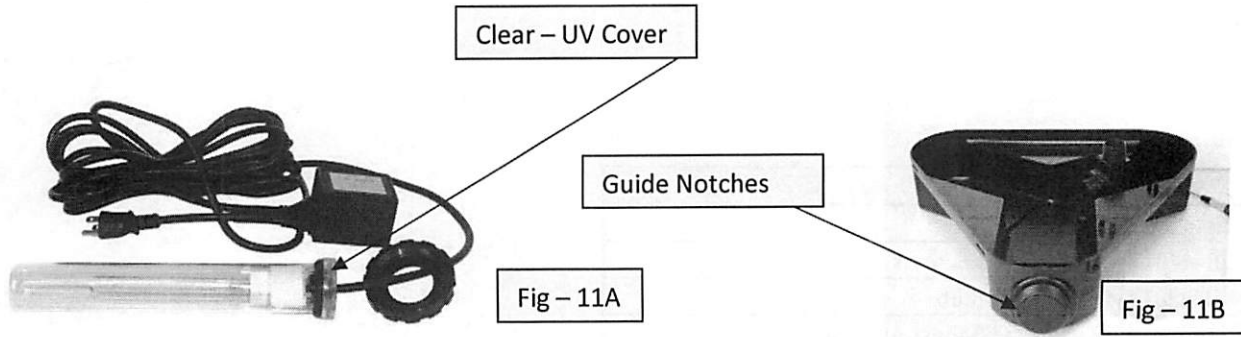 Clear – UV Cover
Guide Notches
Fig – 11A
Fig – 11B